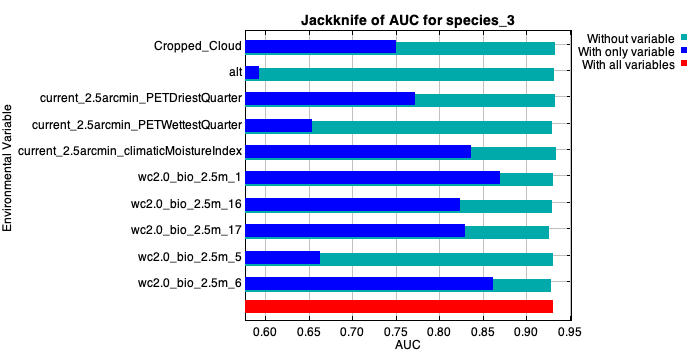 Jackknife of AUC for species_3
Without variable
With only variable
With all variables
Environmental Variable
Cropped_Cloud
alt
current_2.5arcmin_PETDriestQuarter
current_2.5arcmin_PETWettestQuarter
current_2.5arcmin_climaticMoistureIndex
wc2.0_bio_2.5m_1
wc2.0_bio_2.5m_16
wc2.0_bio_2.5m_17
wc2.0_bio_2.5m_5
wc2.0_bio_2.5m_6
0.60 0.65 0.70 0.75 0.80 0.85 0.90 0.95
AUC